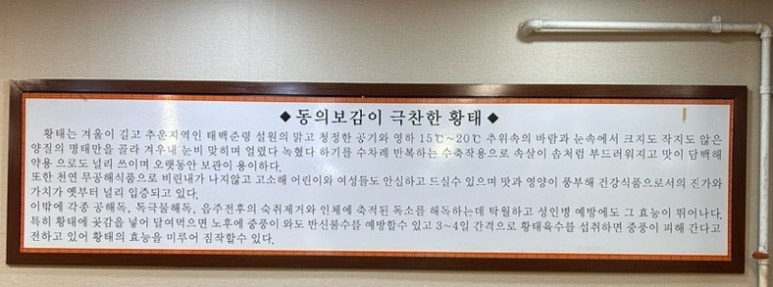 ◆동의보감이 극찬한 황태◆
황태는 겨울이 길고 추운지역인 태백준령 설원의 맑고 청정한 공기와 영하 15℃~20℃ 추위속의 바람과 눈속에서 크지도 작지도 않은
양질의 명태만을 골라 겨우내 눈비 맞히며 얼렸다 녹혔다 하기를 수차례 반복하는 수축작용으로 속살이 솜처럼 부드러워지고 맛이 담백해
약용 으로도 널리 쓰이며 오랫동안 보관이 용이하다.
또한 천연 무공해식품으로 비린내가 나지않고 고소해 어린이와 여성들도 안심하고 드실수 있으며 맛과 영양이 풍부해 건강식품으로서의 진가와
가치가 옛부터 널리 입증되고 있다.
이밖에 각종 공해독, 독극물해독, 음주전후의 숙취제거와 인체에 축적된 독소를 해독하는데 탁월하고 성인병 예방에도 그 효능이 뛰어나다.
특히 황태에 곶감을 넣어 달여먹으면 노후에 중풍이 와도 반신불수를 예방할수 있고 3~4일 간격으로 황태육수를 섭취하면 중풍이 피해 간다고
전하고 있어 황태의 효능을 미루어 짐작할수 있다.